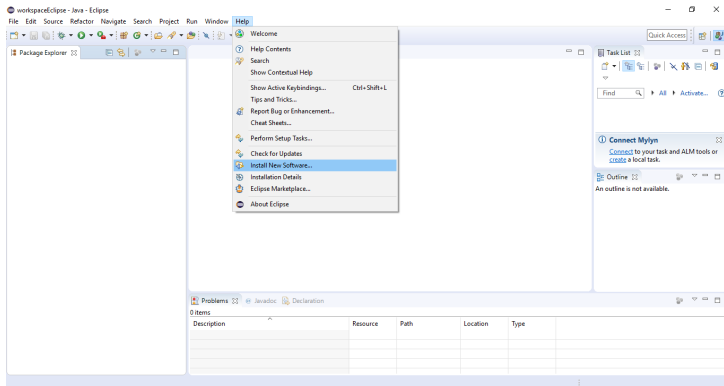 workspaceEclipse - Java - Eclipse
File Edit Source Refactor Navigate Search Project Run Window Help
Quick Access
Package Explorer
Welcome
Help Contents
Search
Show Contextual Help
Show Active Keybindings... Ctrl+Shift+L
Tips and Tricks...
Report Bug or Enhancement...
Cheat Sheets...
Perform Setup Tasks...
Check for Updates
Install New Software...
Installation Details
Eclipse Marketplace...
About Eclipse
Task List
Find All Activate...
Connect Mylyn
Connect to your task and ALM tools or
create a local task.
Outline
An outline is not available.
Problems Javadoc Declaration
0 items
Description Resource Path Location Type